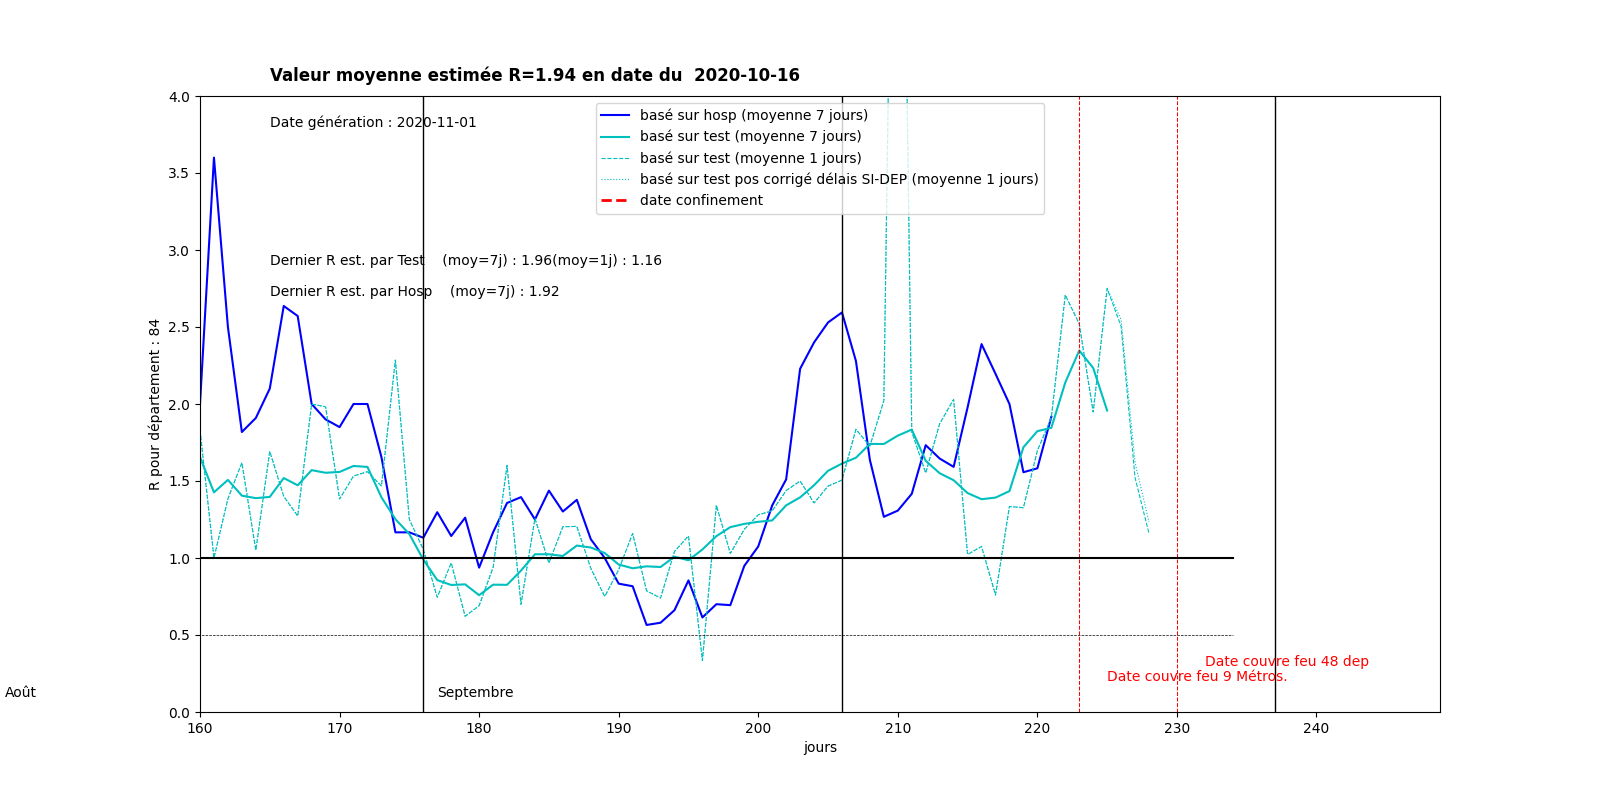 Valeur moyenne estimée R=1.94 en date du  2020-10-16
Date génération : 2020-11-01
basé sur hosp (moyenne 7 jours)
basé sur test (moyenne 7 jours)
basé sur test (moyenne 1 jours)
basé sur test pos corrigé délais SI-DEP (moyenne 1 jours)
date confinement
Dernier R est. par Test    (moy=7j) : 1.96(moy=1j) : 1.16
Dernier R est. par Hosp    (moy=7j) : 1.92
R pour département : 84
4.0
3.5
3.0
2.5
2.0
1.5
1.0
0.5
0.0
Date couvre feu 48 dep
Date couvre feu 9 Métros.
Août
Septembre
160 170 180 190 200 210 220 230 240
jours